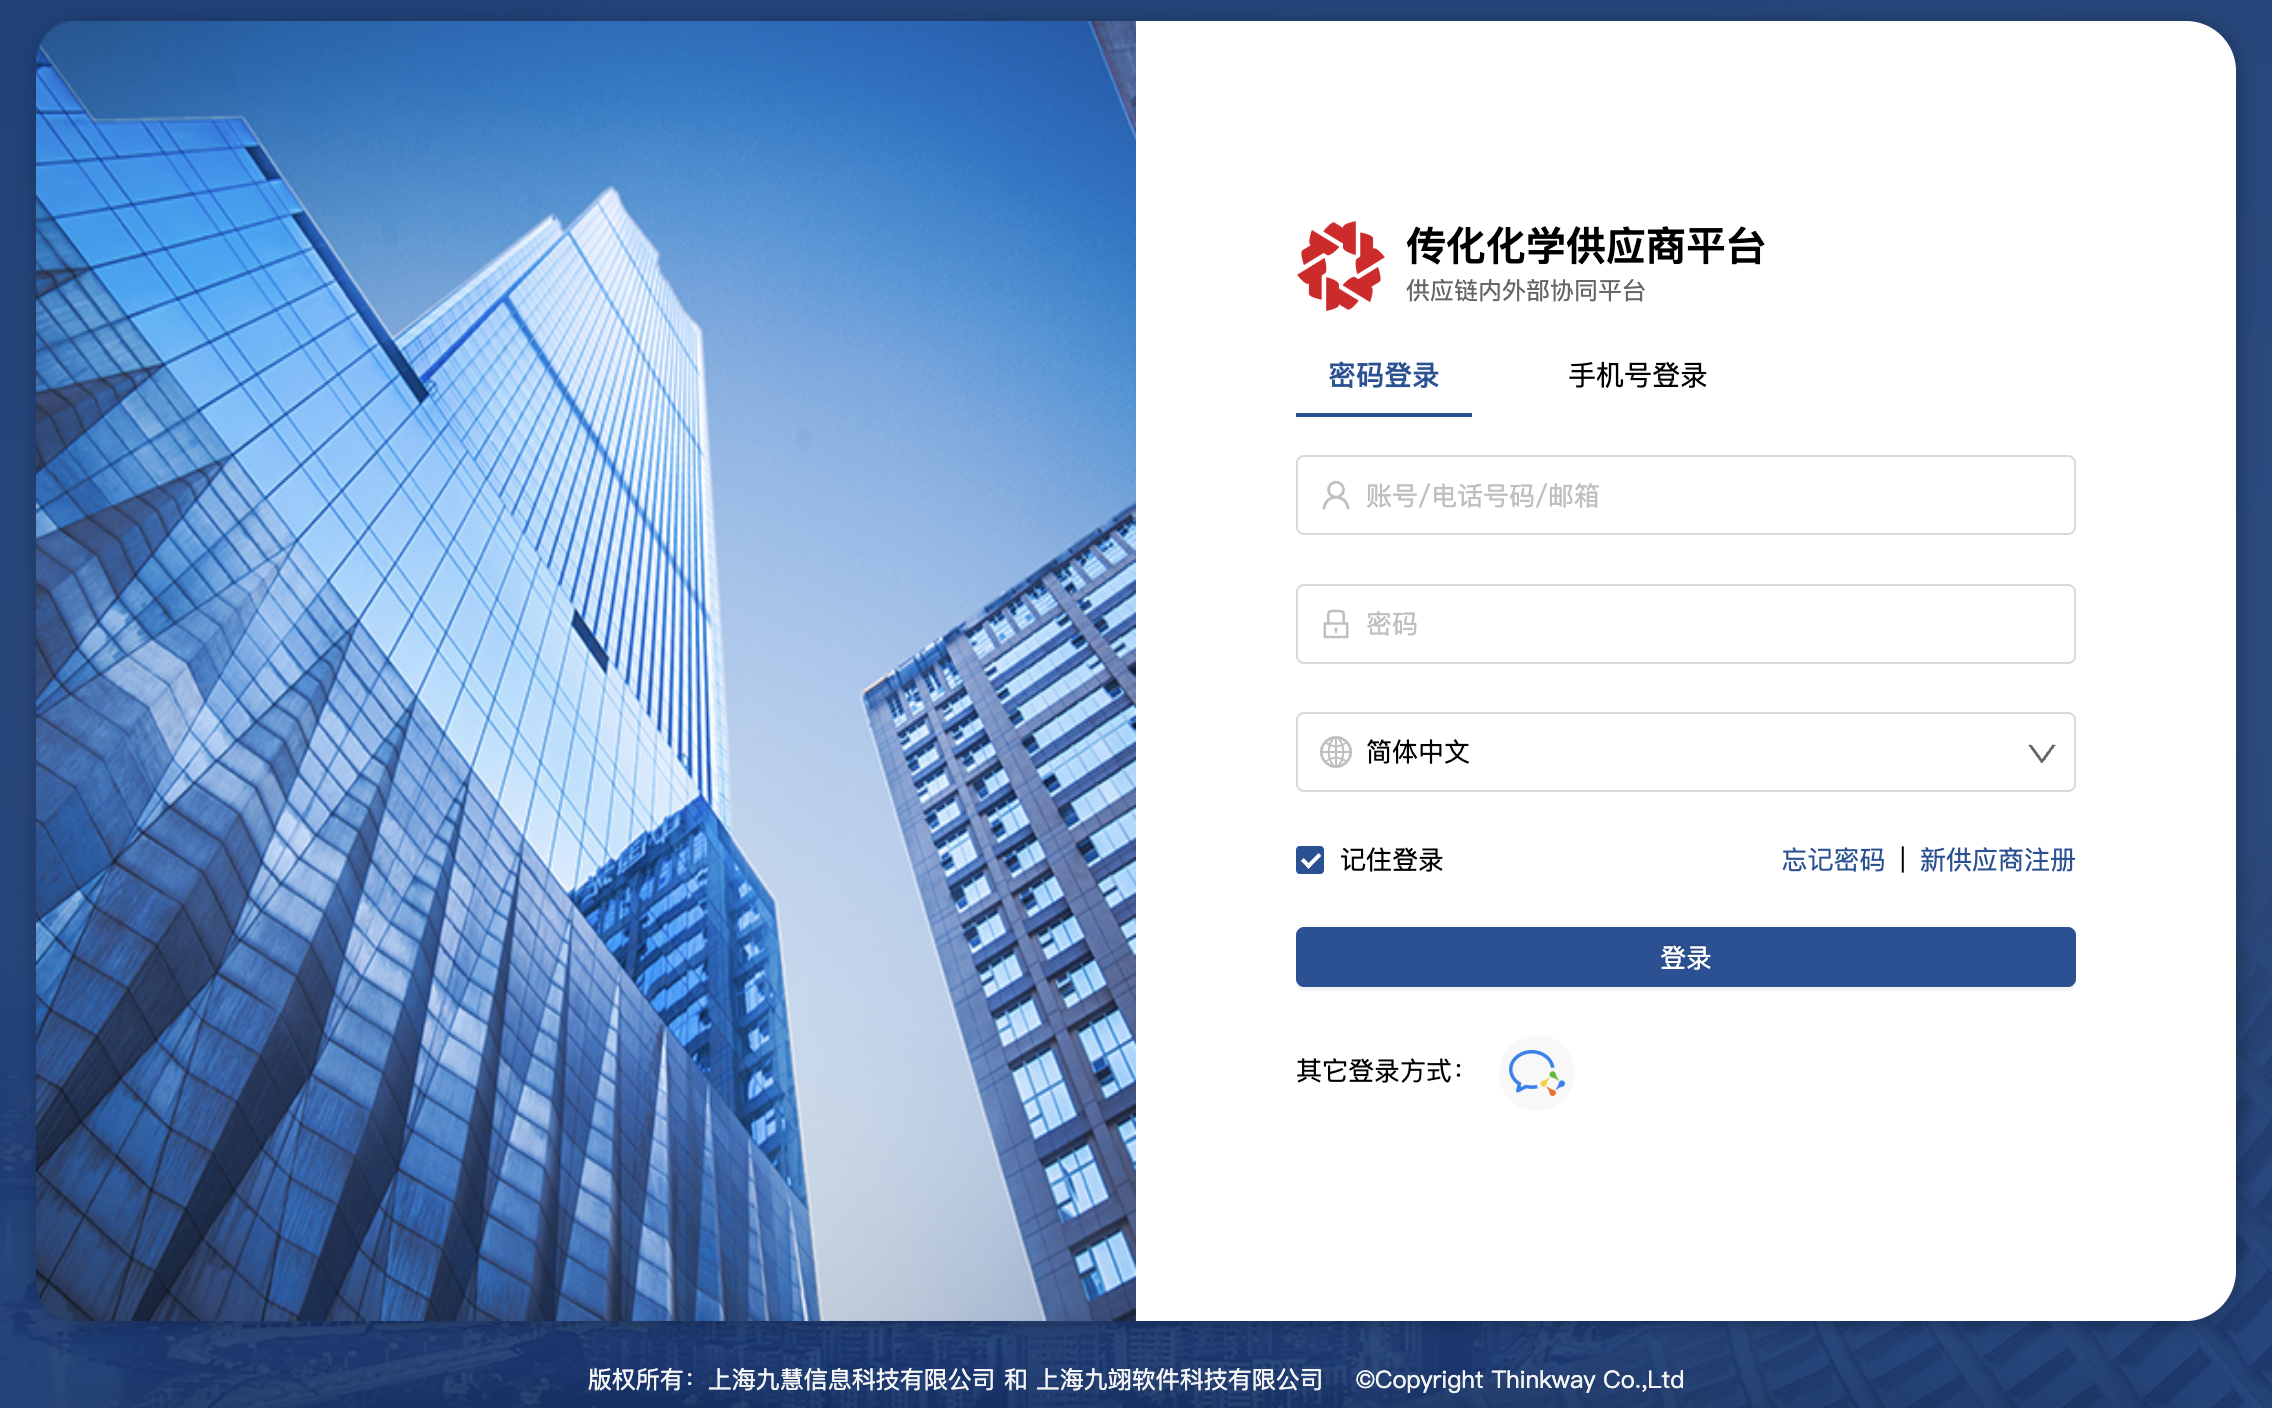 传化化学供应商平台
供应链内外部协同平台
密码登录 手机号登录
账号/电话号码/邮箱
密码
简体中文
记住登录 忘记密码 | 新供应商注册
登录
其它登录方式：
版权所有：上海九慧信息科技有限公司 和 上海九翊软件科技有限公司 ©Copyright Thinkway Co.,Ltd